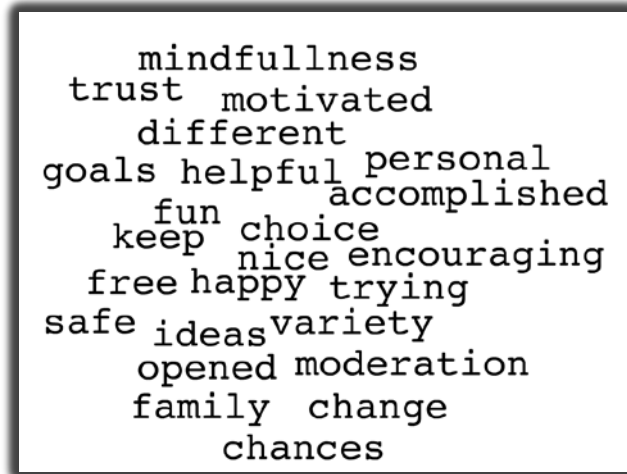 mindfullness
trust motivated
different
goals helpful personal
accomplished
fun
keep choice
nice encouraging
free happy trying
safe ideas variety
opened moderation
family change
chances